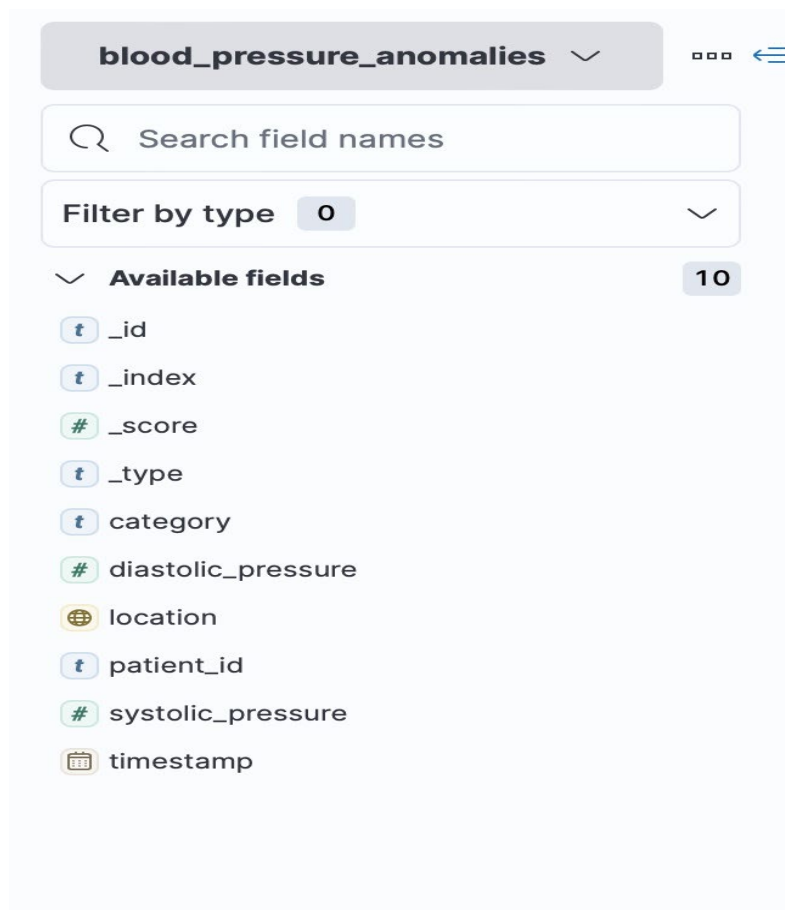 blood_pressure_anomalies
Search field names
Filter by type 0
Available fields 10
t _id
t _index
# _score
t _type
t category
# diastolic_pressure
location
t patient_id
# systolic_pressure
timestamp